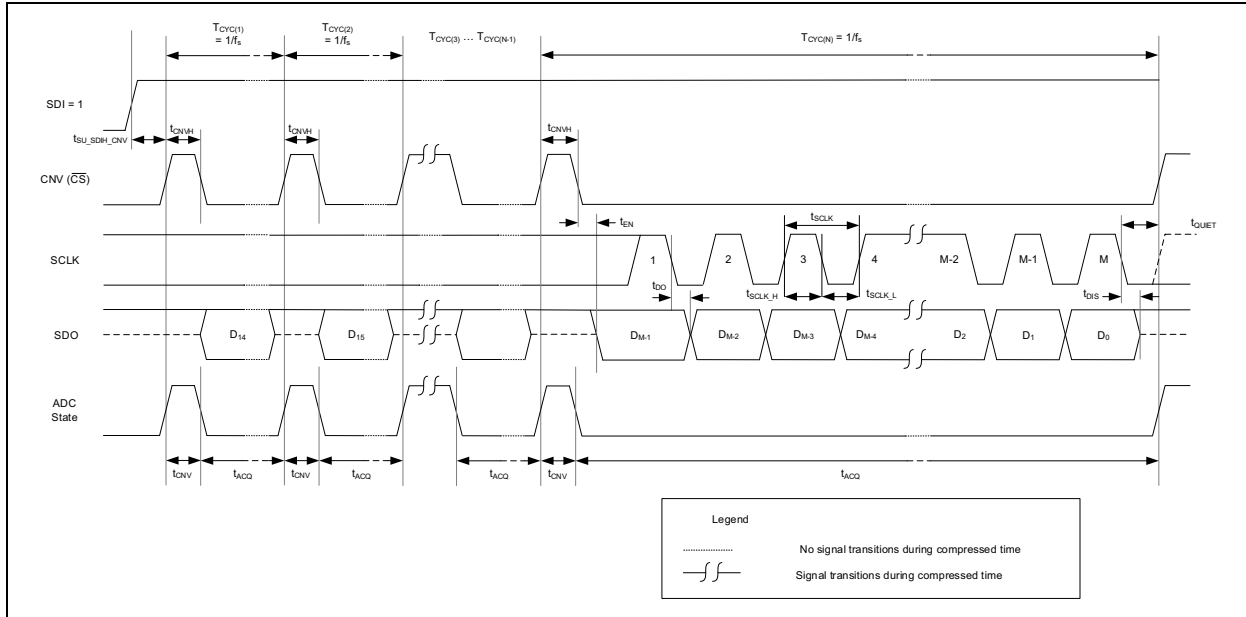 T_CYC(1) = 1/f_s
T_CYC(2) = 1/f_s
T_CYC(3) ... T_CYC(N-1)
T_CYC(N) = 1/f_s
SDI = 1
t_SU_SDIH_CNV
t_CNVH
t_CNVH
t_CNVH
CNV (C̅S̅)
t_EN
t_SCLK
t_QUIET
SCLK
1
2
3
4
M-2
M-1
M
t_DO
t_SCLK_H
t_SCLK_L
t_DIS
SDO
D_14
D_15
D_M-1
D_M-2
D_M-3
D_M-4
D_2
D_1
D_0
ADC
State
t_CNV
t_ACQ
t_CNV
t_ACQ
t_ACQ
t_CNV
t_ACQ
Legend
No signal transitions during compressed time
Signal transitions during compressed time